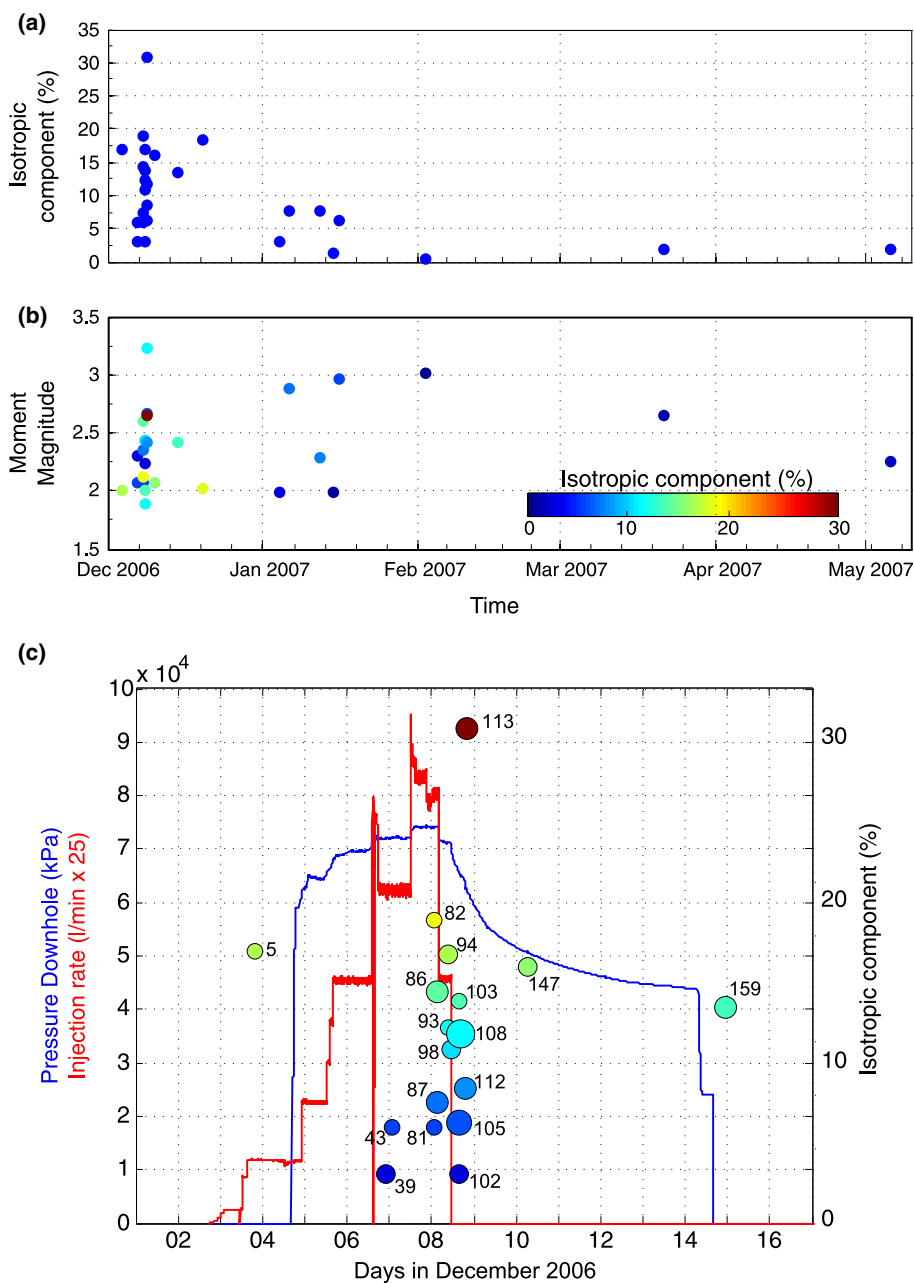 (a)
35
30
25
20
15
10
5
0
Isotropic
component (%)
(b)
3.5
3
2.5
2
1.5
Moment
Magnitude
Isotropic component (%)
0 10 20 30
Dec 2006 Jan 2007 Feb 2007 Mar 2007 Apr 2007 May 2007
Time
(c)
x 10^4
10
9
8
7
6
5
4
3
2
1
0
Pressure Downhole (kPa)
Injection rate (l/min x 25)
113
82
5
94
147
86
103
159
93
108
98
112
87
105
43
81
39
102
30
20
10
0
Isotropic component (%)
02 04 06 08 10 12 14 16
Days in December 2006